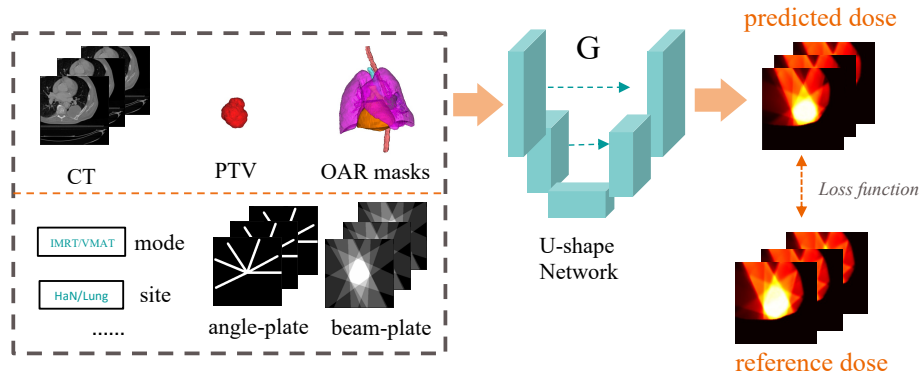 CT
PTV
OAR masks
IMRT/VMAT
mode
HaN/Lung
site
......
angle-plate
beam-plate
G
U-shape
Network
predicted dose
Loss function
reference dose